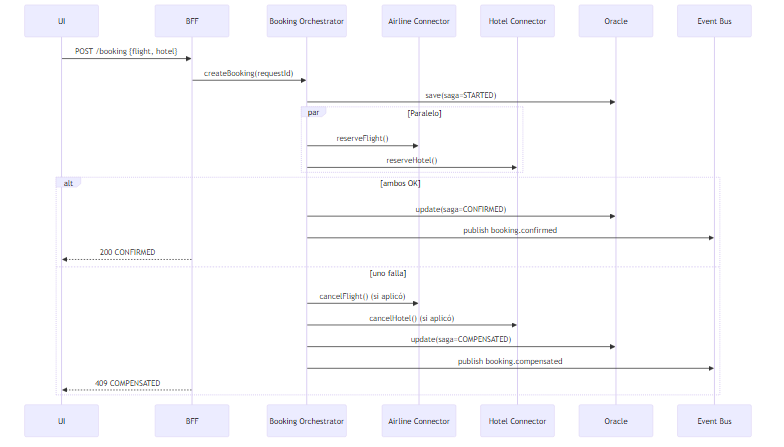 UI
BFF
Booking Orchestrator
Airline Connector
Hotel Connector
Oracle
Event Bus
POST /booking {flight, hotel}
createBooking(requestId)
save(saga=STARTED)
par
[Paralelo]
reserveFlight()
reserveHotel()
alt
[ambos OK]
update(saga=CONFIRMED)
publish booking.confirmed
200 CONFIRMED
[uno falla]
cancelFlight() (si aplicó)
cancelHotel() (si aplicó)
update(saga=COMPENSATED)
publish booking.compensated
409 COMPENSATED
UI
BFF
Booking Orchestrator
Airline Connector
Hotel Connector
Oracle
Event Bus